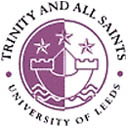 TRINITY AND ALL SAINTS
· UNIVERSITY OF LEEDS ·